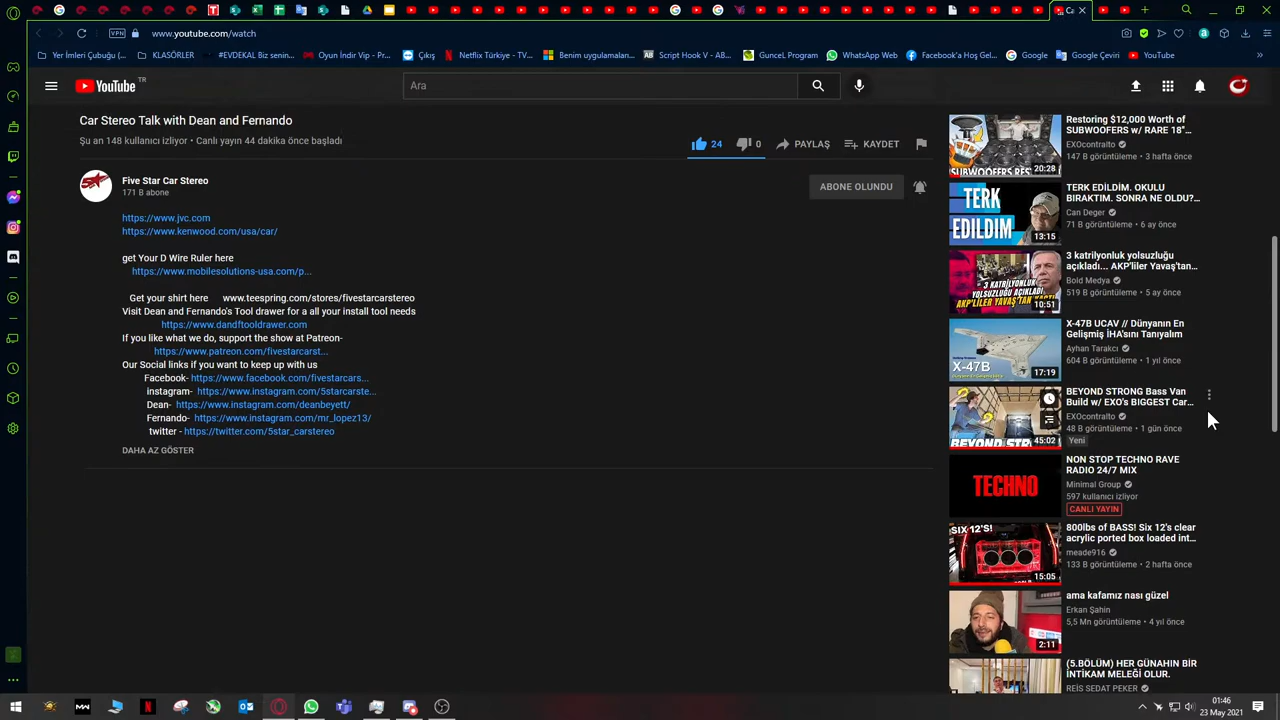 VPN
www.youtube.com/watch
Yer İmleri Çubuğu (...
KLASÖRLER
#EVDEKAL Biz senin...
Oyun İndir Vip - Pr...
Çıkış
Netflix Türkiye - TV...
Benim uygulamaları...
Script Hook V - AB...
GunceL Program
WhatsApp Web
Facebook'a Hoş Gel...
Google
Google Çeviri
YouTube
YouTube TR
Ara
Car Stereo Talk with Dean and Fernando
Şu an 148 kullanıcı izliyor • Canlı yayın 44 dakika önce başladı
24
0
PAYLAŞ
KAYDET
Five Star Car Stereo
171 B abone
ABONE OLUNDU
https://www.jvc.com
https://www.kenwood.com/usa/car/
get Your D Wire Ruler here
https://www.mobilesolutions-usa.com/p...
Get your shirt here www.teespring.com/stores/fivestarcarstereo
Visit Dean and Fernando's Tool drawer for a all your install tool needs
https://www.dandftooldrawer.com
If you like what we do, support the show at Patreon-
https://www.patreon.com/fivestarcarst...
Our Social links if you want to keep up with us
Facebook- https://www.facebook.com/fivestarcars...
instagram- https://www.instagram.com/5starcarste...
Dean- https://www.instagram.com/deanbeyett/
Fernando- https://www.instagram.com/mr_lopez13/
twitter - https://twitter.com/5star_carstereo
DAHA AZ GÖSTER
20:28
Restoring $12,000 Worth of
SUBWOOFERS w/ RARE 18"...
EXOcontralto
147 B görüntüleme • 3 hafta önce
TERK
EDILDIM
13:15
TERK EDİLDİM. OKULU
BIRAKTIM. SONRA NE OLDU?...
Can Deger
71 B görüntüleme • 6 ay önce
3 KATRİLYONLUK
YOLSUZLUĞU AÇIKLADI
AKP'LİLER YAVAŞ'TAN KAÇTI
10:51
3 katrilyonluk yolsuzluğu
açıkladı... AKP'liler Yavaş'tan...
Bold Medya
519 B görüntüleme • 5 ay önce
X-47B
17:19
X-47B UCAV // Dünyanın En
Gelişmiş İHA'sını Tanıyalım
Ayhan Tarakcı
604 B görüntüleme • 1 yıl önce
45:02
BEYOND STRONG Bass Van
Build w/ EXO's BIGGEST Car...
EXOcontralto
48 B görüntüleme • 1 gün önce
Yeni
TECHNO
NON STOP TECHNO RAVE
RADIO 24/7 MIX
Minimal Group
597 kullanıcı izliyor
CANLI YAYIN
SIX 12'S!
15:05
800lbs of BASS! Six 12's clear
acrylic ported box loaded int...
meade916
133 B görüntüleme • 2 hafta önce
2:11
ama kafamız nası güzel
Erkan Şahin
5,5 Mn görüntüleme • 4 yıl önce
(5.BÖLÜM) HER GÜNAHIN BİR
İNTİKAM MELEĞİ OLUR.
REİS SEDAT PEKER
01:46
23 May 2021